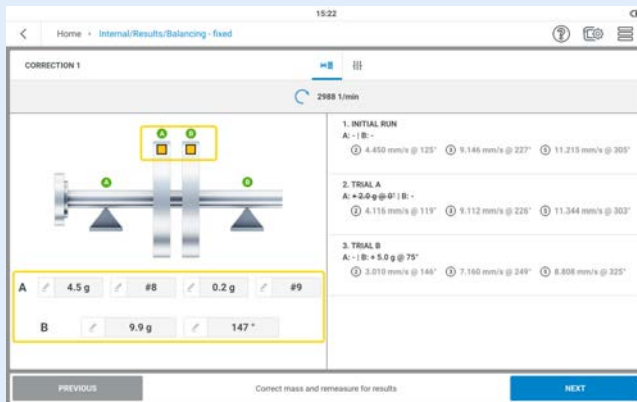 15:22
Home • Internal/Results/Balancing - fixed
CORRECTION 1
2988 1/min
A B
A B
A 4.5 g #8 0.2 g #9
B 9.9 g 147 °
1. INITIAL RUN
A: - | B: -
2 4.450 mm/s @ 125° 3 9.146 mm/s @ 227° 5 11.215 mm/s @ 305°
2. TRIAL A
A: + 2.0 g @ 0° | B: -
2 4.116 mm/s @ 119° 3 9.112 mm/s @ 226° 5 11.344 mm/s @ 303°
3. TRIAL B
A: - | B: + 5.0 g @ 75°
2 3.010 mm/s @ 146° 3 7.160 mm/s @ 249° 5 8.808 mm/s @ 325°
PREVIOUS
Correct mass and remeasure for results
NEXT